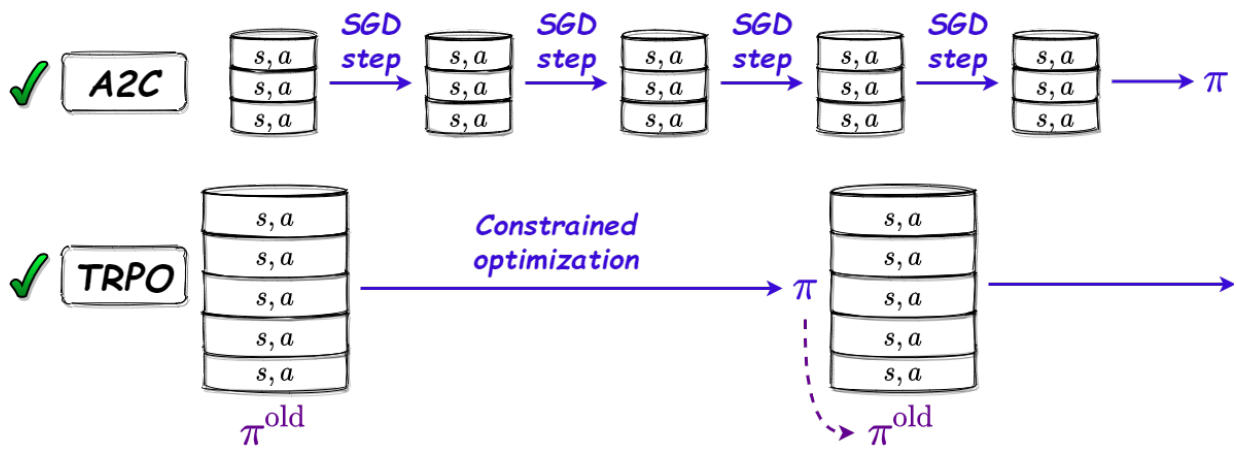 SGD step SGD step SGD step SGD step
A2C
s, a s, a s, a s, a s, a
s, a s, a s, a s, a s, a
s, a s, a s, a s, a s, a
π
TRPO
s, a
s, a
s, a
s, a
s, a
π^old
Constrained
optimization
π
s, a
s, a
s, a
s, a
s, a
π^old